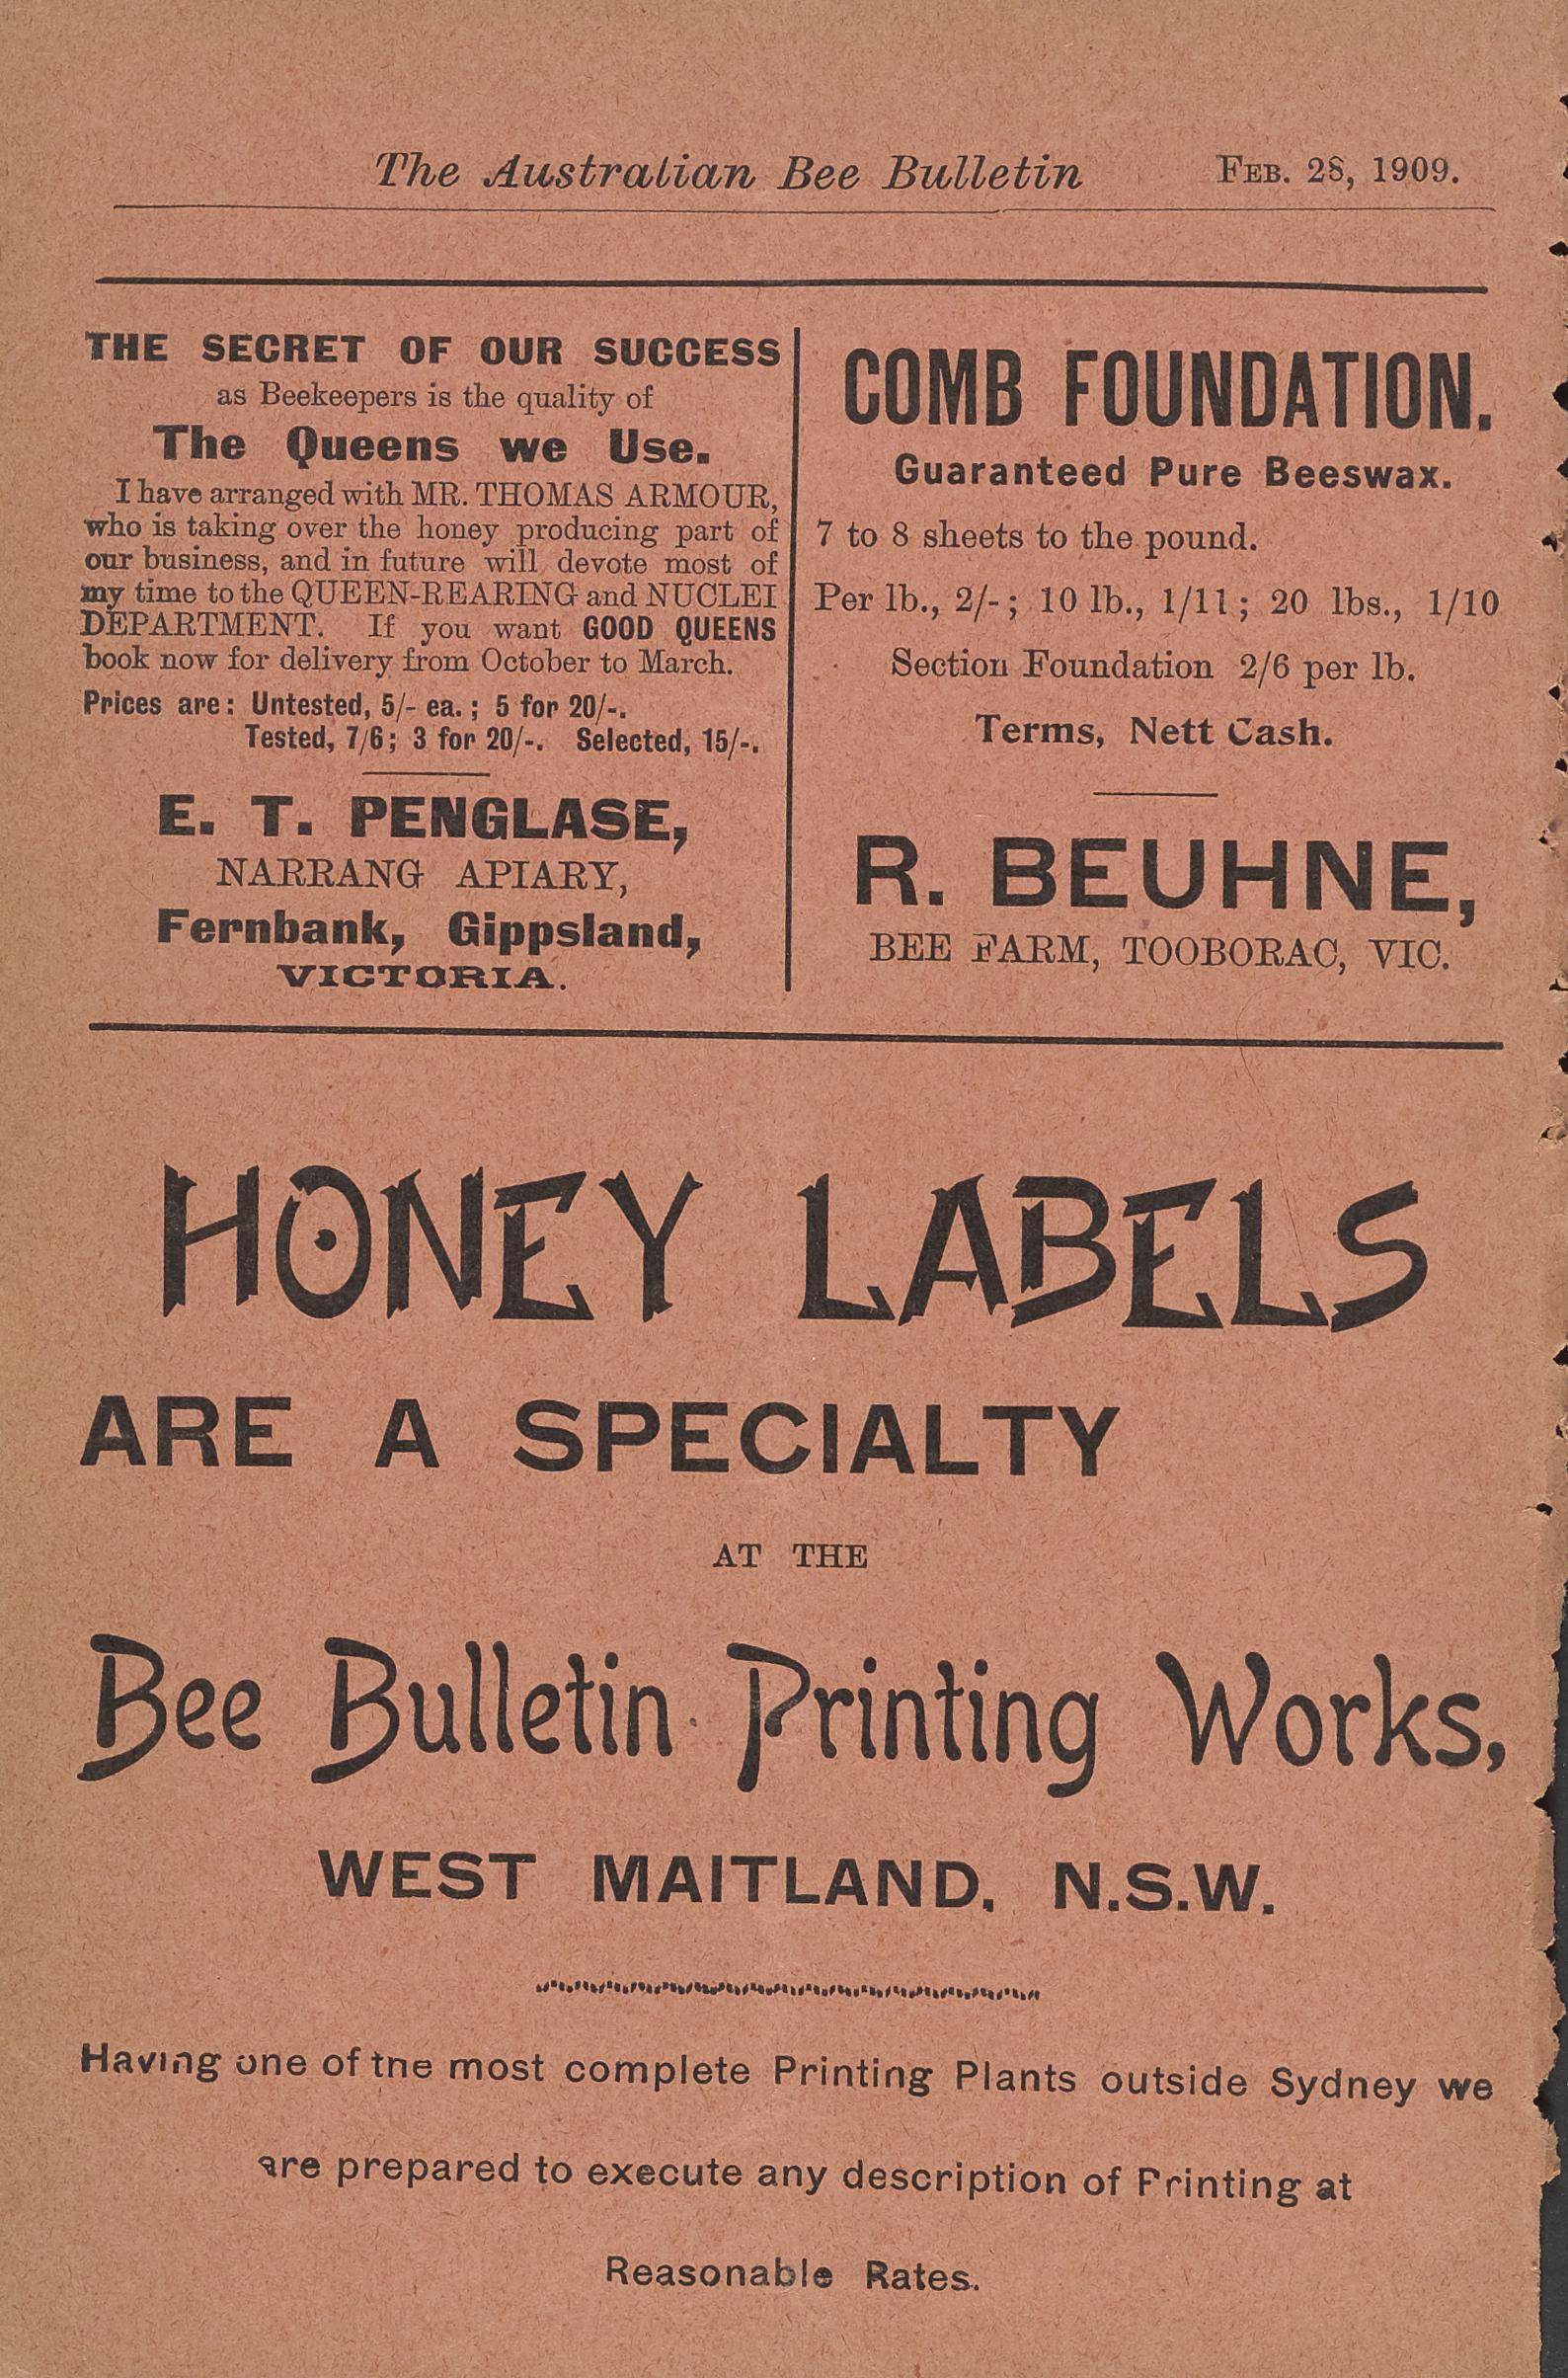 The Australian Bee Bulletin FEB. 28, 1909.
THE SECRET OF OUR SUCCESS
as Beekeepers is the quality of
The Queens we Use.
I have arranged with MR. THOMAS ARMOUR,
who is taking over the honey producing part of
our business, and in future will devote most of
my time to the QUEEN-REARING and NUCLEI
DEPARTMENT. If you want GOOD QUEENS
book now for delivery from October to March.
Prices are: Untested, 5/- ea.; 5 for 20/-.
Tested, 7/6; 3 for 20/-. Selected, 15/-.
E. T. PENGLASE,
NARRANG APIARY,
Fernbank, Gippsland,
VICTORIA.
COMB FOUNDATION.
Guaranteed Pure Beeswax.
7 to 8 sheets to the pound.
Per lb., 2/-; 10 lb., 1/11; 20 lbs., 1/10
Section Foundation 2/6 per lb.
Terms, Nett Cash.
R. BEUHNE,
BEE FARM, TOOBORAC, VIC.
HONEY LABELS
ARE A SPECIALTY
AT THE
Bee Bulletin Printing Works,
WEST MAITLAND, N.S.W.
Having one of the most complete Printing Plants outside Sydney we
are prepared to execute any description of Printing at
Reasonable Rates.